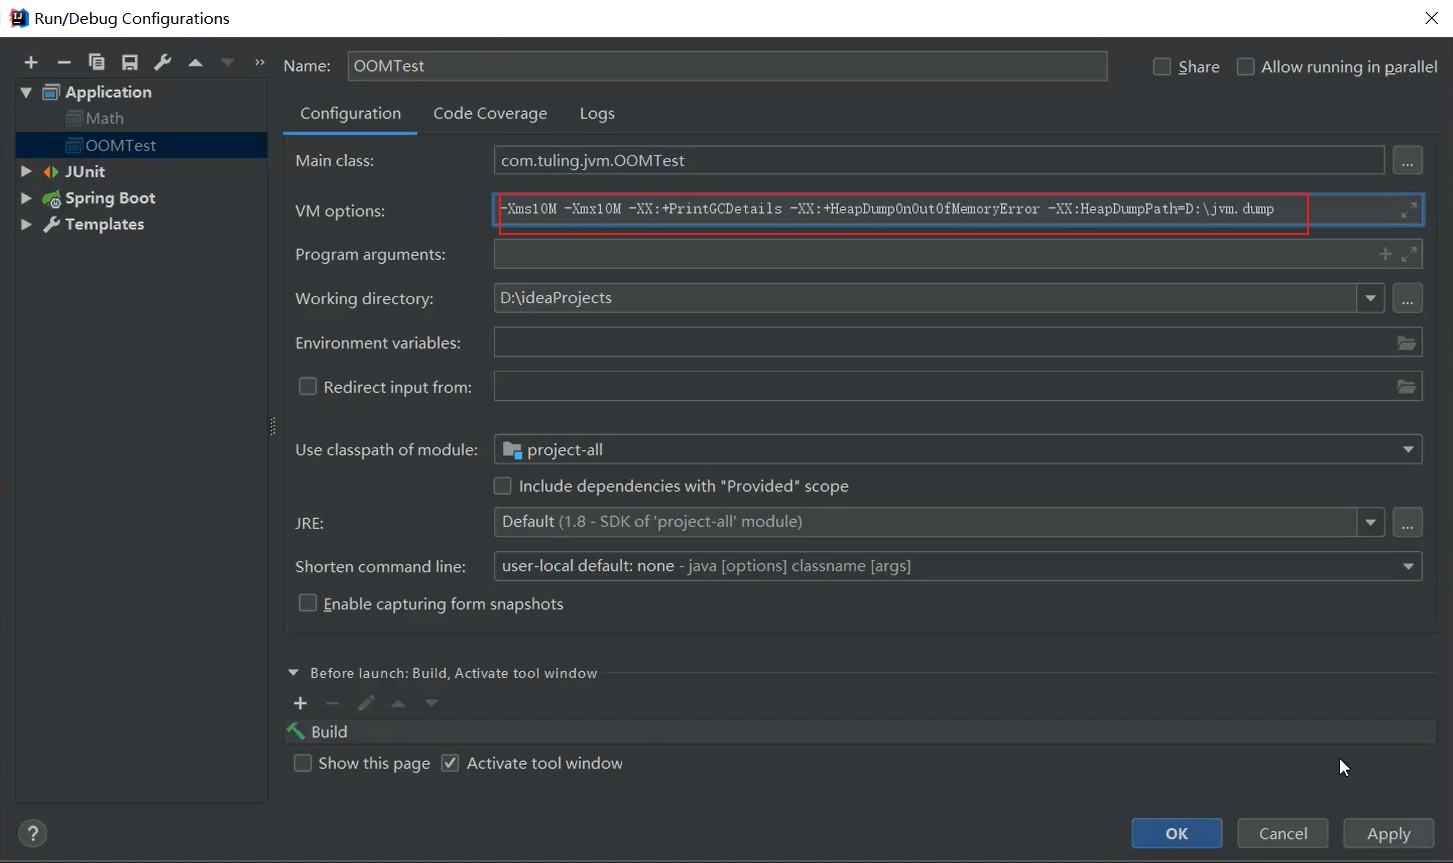 Run/Debug Configurations
Name: OOMTest Share Allow running in parallel
Application
Math
OOMTest
JUnit
Spring Boot
Templates
Configuration Code Coverage Logs
Main class: com.tuling.jvm.OOMTest ...
VM options: -Xms10M -Xmx10M -XX:+PrintGCDetails -XX:+HeapDumpOnOutOfMemoryError -XX:HeapDumpPath=D:\jvm.dump
Program arguments:
Working directory: D:\ideaProjects ...
Environment variables:
Redirect input from:
Use classpath of module: project-all
Include dependencies with "Provided" scope
JRE: Default (1.8 - SDK of 'project-all' module) ...
Shorten command line: user-local default: none - java [options] classname [args]
Enable capturing form snapshots
Before launch: Build, Activate tool window
Build
Show this page Activate tool window
? OK Cancel Apply